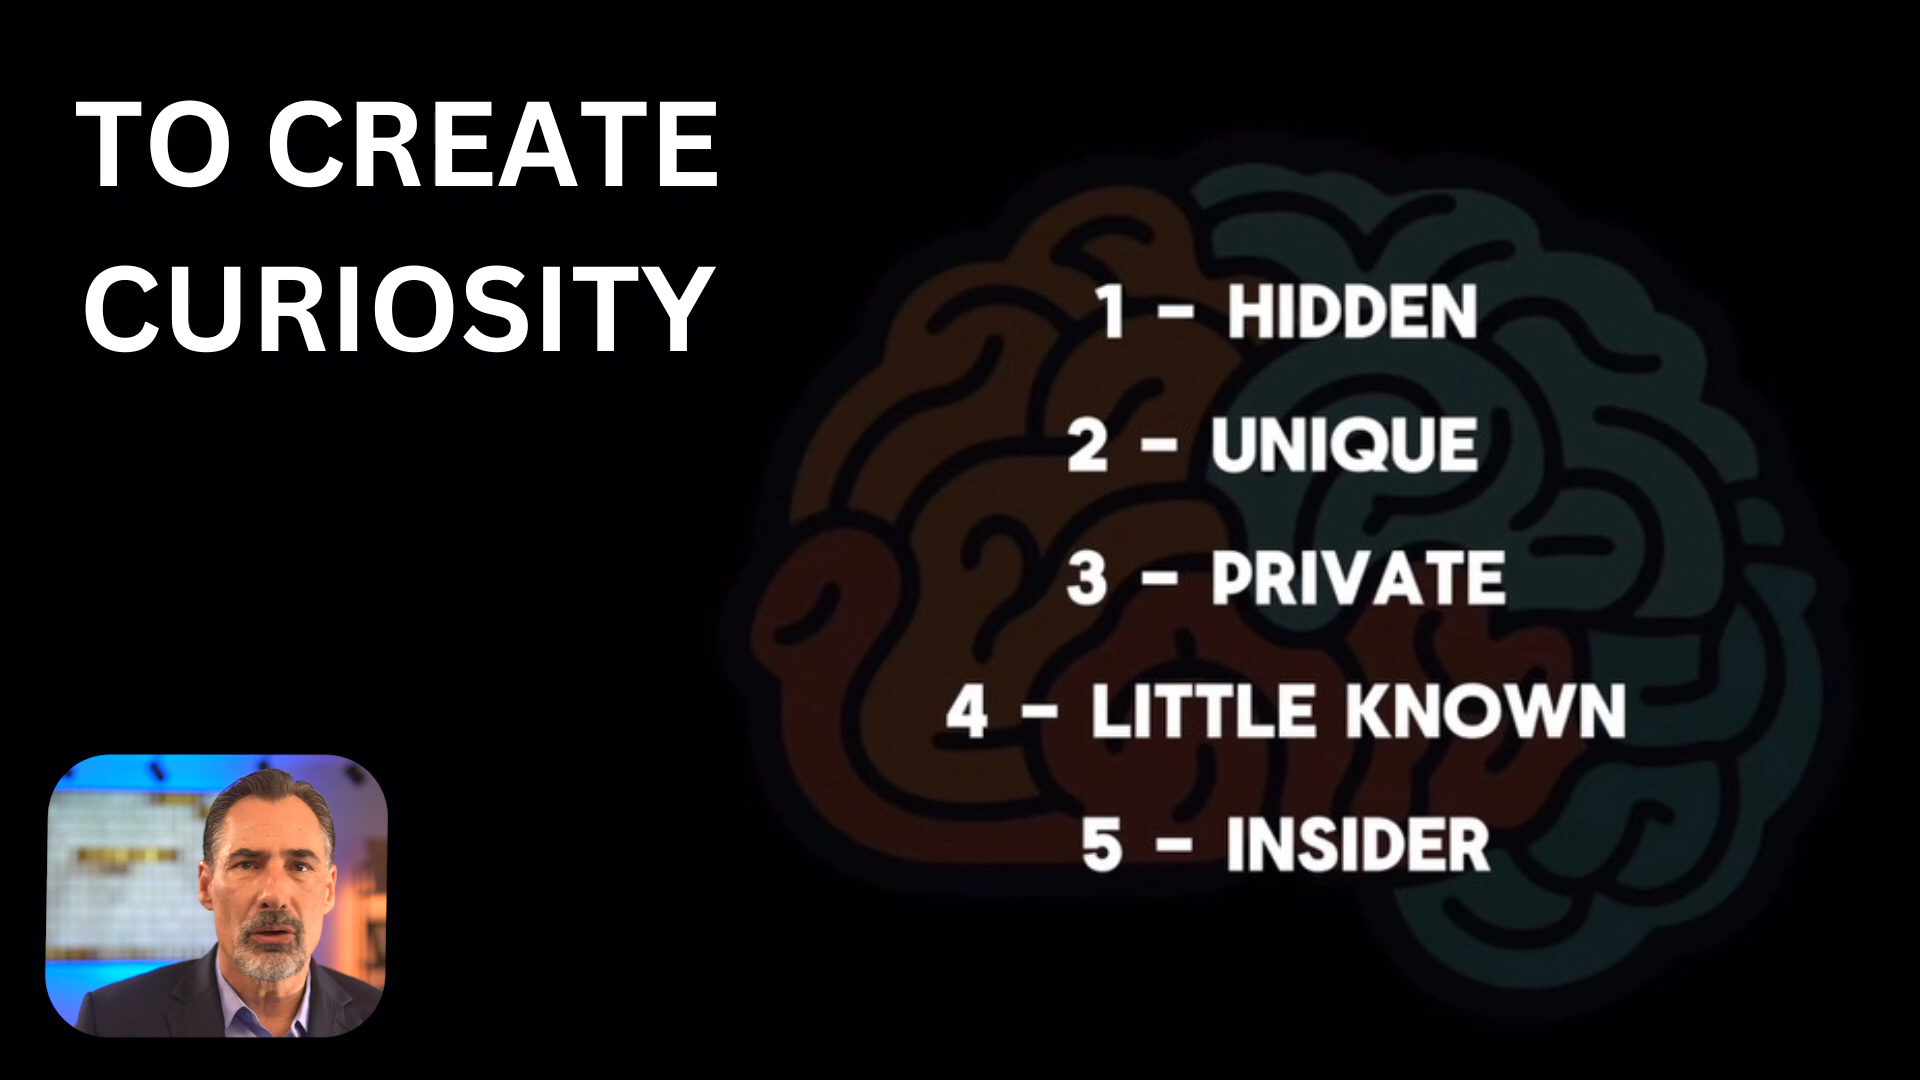 TO CREATE
CURIOSITY
1 - HIDDEN
2 - UNIQUE
3 - PRIVATE
4 - LITTLE KNOWN
5 - INSIDER